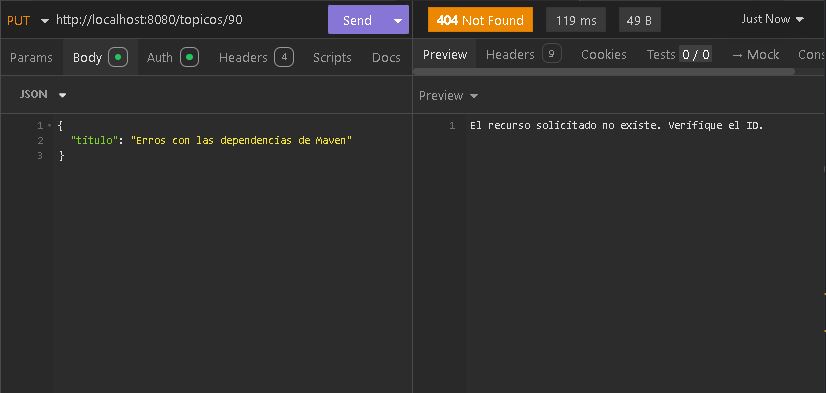 PUT http://localhost:8080/topicos/90 Send
404 Not Found 119 ms 49 B Just Now
Params Body Auth Headers 4 Scripts Docs
Preview Headers 9 Cookies Tests 0 / 0 → Mock Cons
JSON
Preview
1 {
2 "titulo": "Erros con las dependencias de Maven"
3 }
1 El recurso solicitado no existe. Verifique el ID.